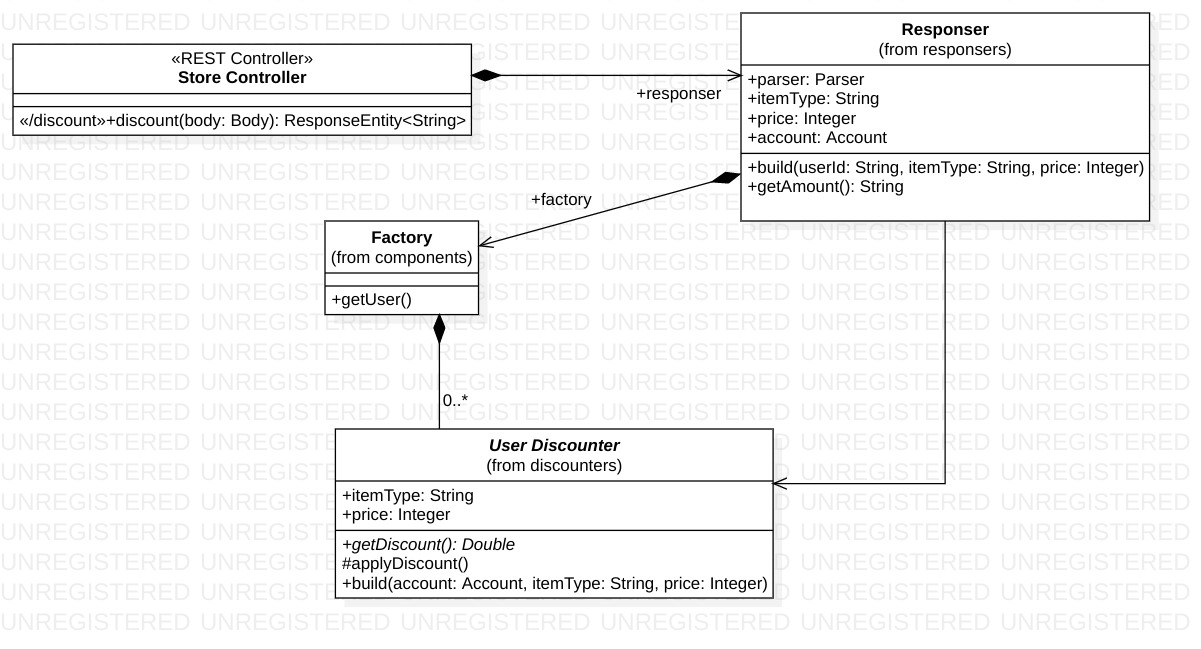 «REST Controller»
Store Controller
«/discount»+discount(body: Body): ResponseEntity<String>
+responser
Responser
(from responsers)
+parser: Parser
+itemType: String
+price: Integer
+account: Account
+build(userId: String, itemType: String, price: Integer)
+getAmount(): String
+factory
Factory
(from components)
+getUser()
0..*
User Discounter
(from discounters)
+itemType: String
+price: Integer
+getDiscount(): Double
#applyDiscount()
+build(account: Account, itemType: String, price: Integer)
UNREGISTERED UNREGISTERED UNREGISTERED UNREGISTERED UNREGISTERED UNREGISTERED